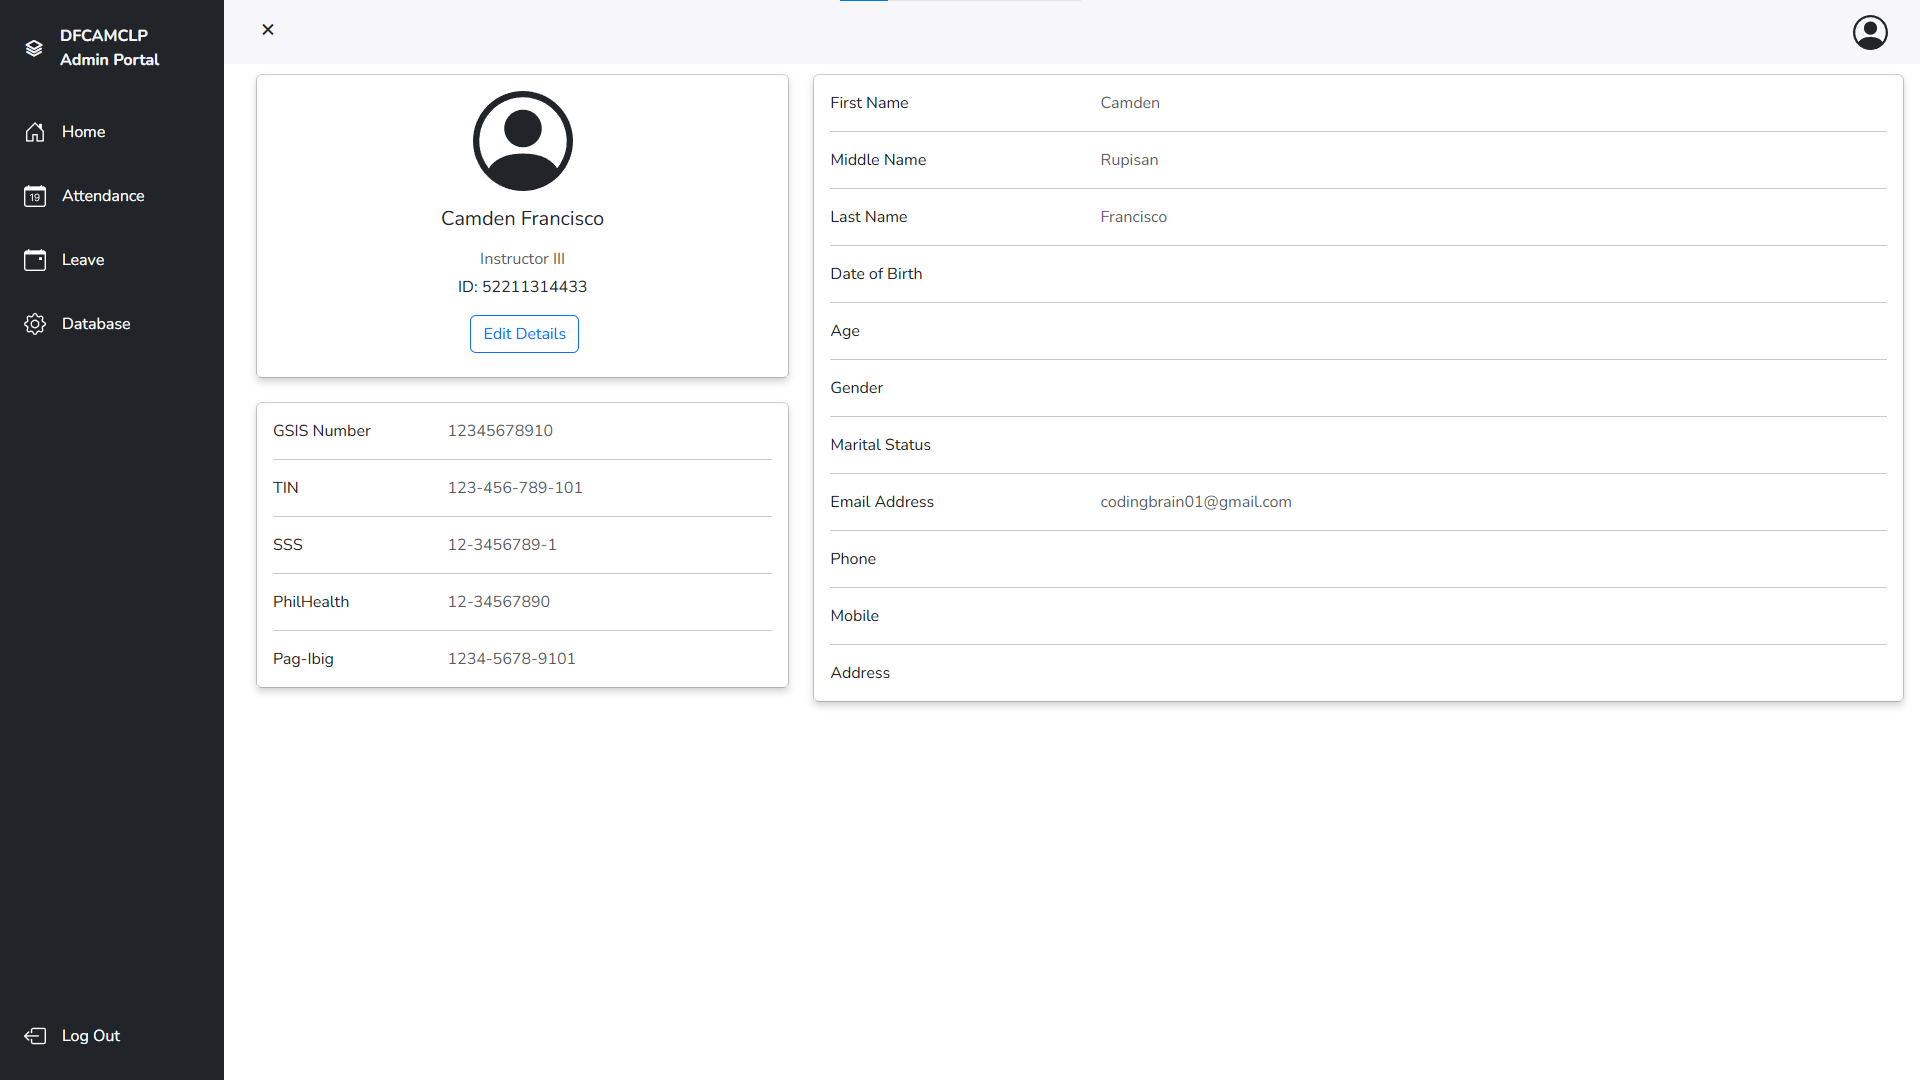 DFCAMCLP
Admin Portal
Home
19
Attendance
Leave
Database
Log Out
Camden Francisco
Instructor III
ID: 52211314433
Edit Details
GSIS Number 12345678910
TIN 123-456-789-101
SSS 12-3456789-1
PhilHealth 12-34567890
Pag-Ibig 1234-5678-9101
First Name Camden
Middle Name Rupisan
Last Name Francisco
Date of Birth
Age
Gender
Marital Status
Email Address codingbrain01@gmail.com
Phone
Mobile
Address